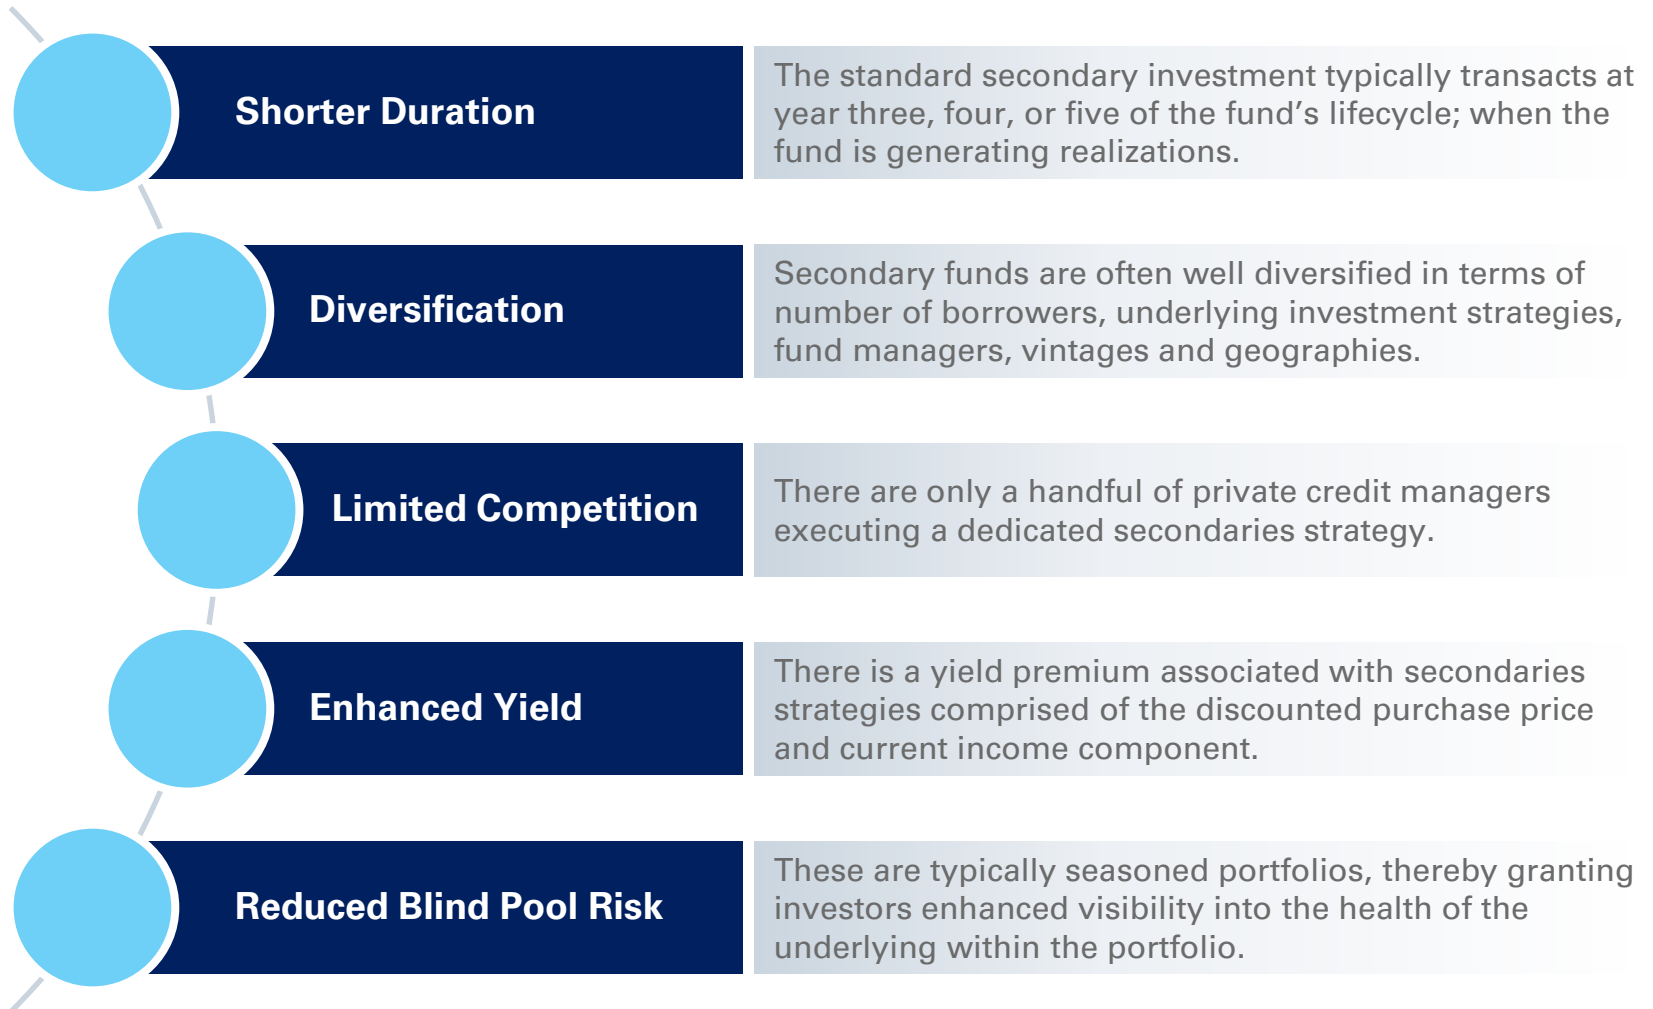 Shorter Duration
The standard secondary investment typically transacts at
year three, four, or five of the fund’s lifecycle; when the
fund is generating realizations.
Diversification
Secondary funds are often well diversified in terms of
number of borrowers, underlying investment strategies,
fund managers, vintages and geographies.
Limited Competition
There are only a handful of private credit managers
executing a dedicated secondaries strategy.
Enhanced Yield
There is a yield premium associated with secondaries
strategies comprised of the discounted purchase price
and current income component.
Reduced Blind Pool Risk
These are typically seasoned portfolios, thereby granting
investors enhanced visibility into the health of the
underlying within the portfolio.